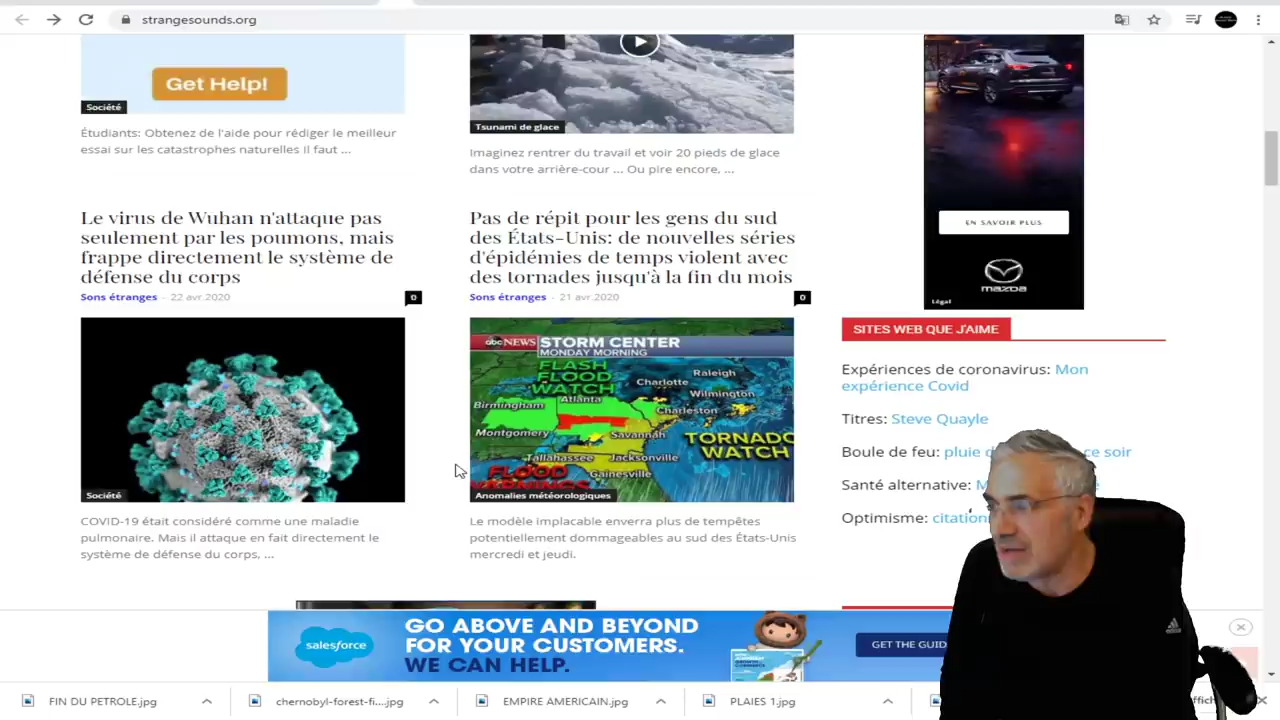 strangesounds.org
Get Help!
Société
Étudiants: Obtenez de l'aide pour rédiger le meilleur
essai sur les catastrophes naturelles Il faut ...
Tsunami de glace
Imaginez rentrer du travail et voir 20 pieds de glace
dans votre arrière-cour ... Ou pire encore, ...
EN SAVOIR PLUS
mazda
Légal
Le virus de Wuhan n'attaque pas
seulement par les poumons, mais
frappe directement le système de
défense du corps
Sons étranges - 22 avr.2020
0
Pas de répit pour les gens du sud
des États-Unis: de nouvelles séries
d'épidémies de temps violent avec
des tornades jusqu'à la fin du mois
Sons étranges - 21 avr.2020
0
abc NEWS STORM CENTER
MONDAY MORNING
FLASH
FLOOD
WATCH
Raleigh
Charlotte
Wilmington
Birmingham
Atlanta
Charleston
Montgomery
Savannah
TORNADO
WATCH
Tallahassee
Jacksonville
FLOOD
WARNINGS
Gainesville
Société
Anomalies météorologiques
COVID-19 était considéré comme une maladie
pulmonaire. Mais il attaque en fait directement le
système de défense du corps, ...
Le modèle implacable enverra plus de tempêtes
potentiellement dommageables au sud des États-Unis
mercredi et jeudi.
SITES WEB QUE J'AIME
Expériences de coronavirus: Mon
expérience Covid
Titres: Steve Quayle
Boule de feu: pluie ce soir
Santé alternative:
Optimisme: citation
salesforce
GO ABOVE AND BEYOND
FOR YOUR CUSTOMERS.
WE CAN HELP.
GET THE GUID
FIN DU PETROLE.jpg
chernobyl-forest-fi....jpg
EMPIRE AMERICAIN.jpg
PLAIES 1.jpg